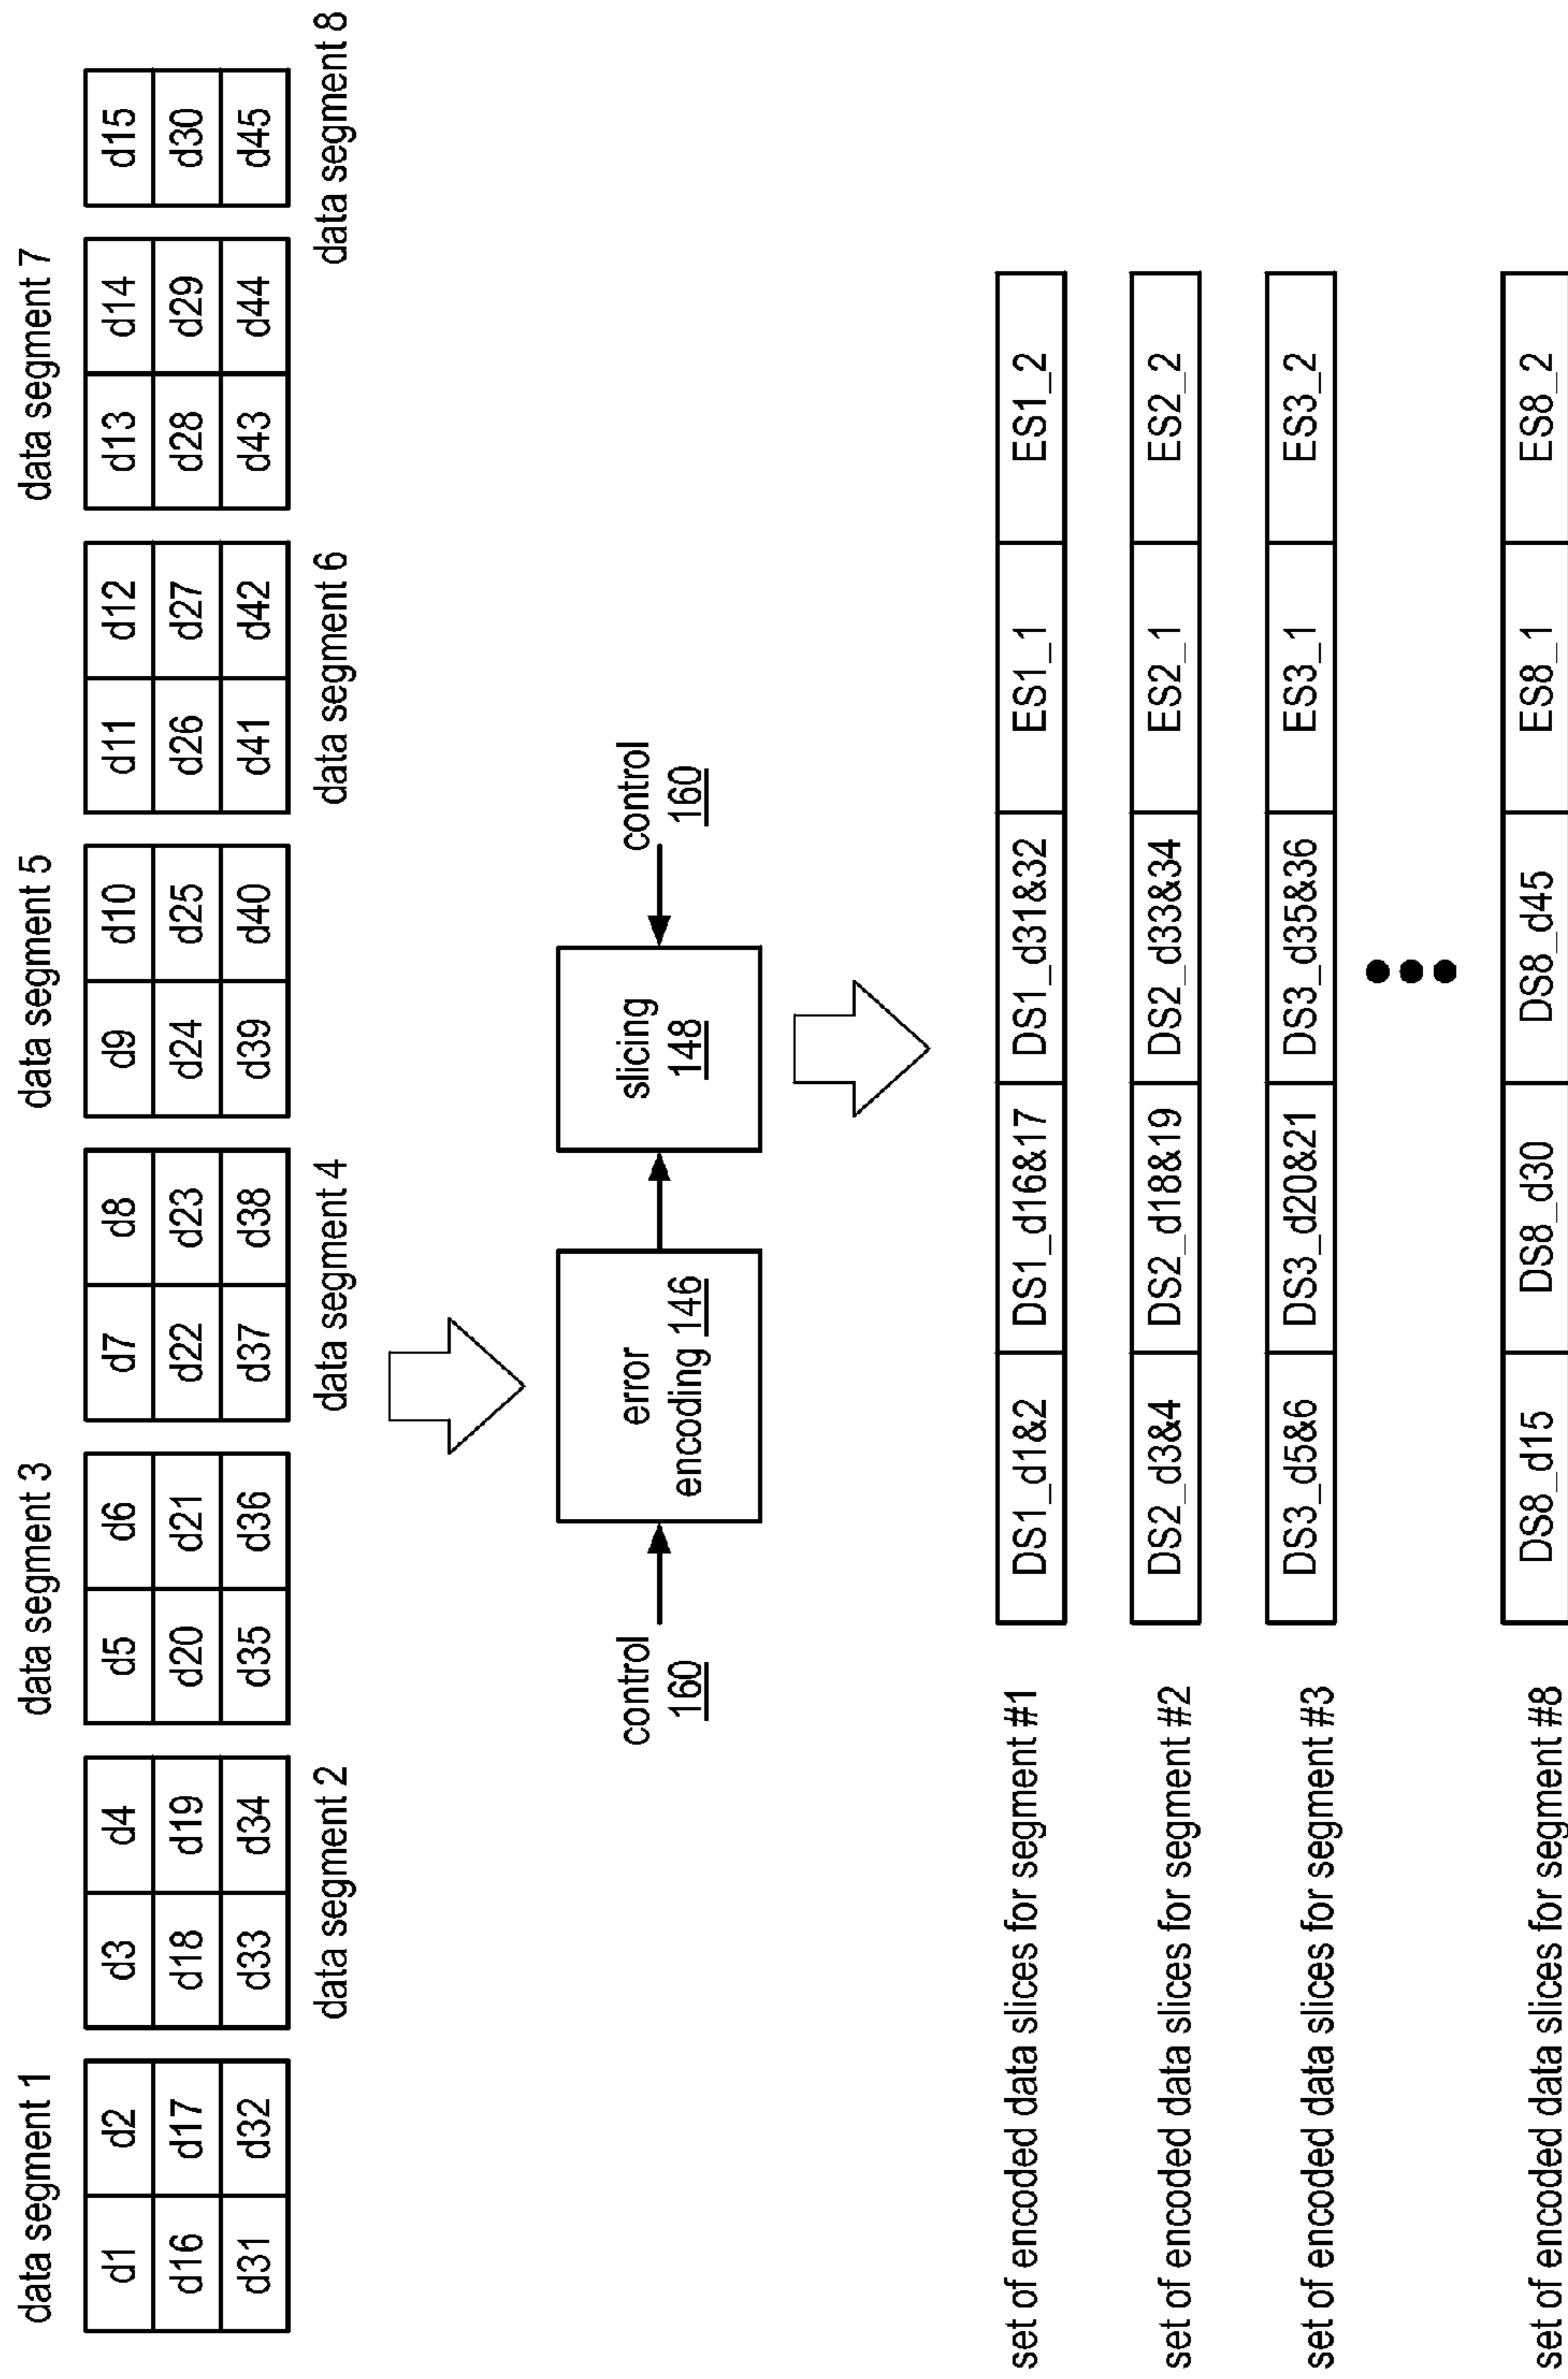 data segment 1
data segment 3
data segment 5
data segment 7
d1 d2 d3 d4 d5 d6 d7 d8 d9 d10 d11 d12 d13 d14 d15
d16 d17 d18 d19 d20 d21 d22 d23 d24 d25 d26 d27 d28 d29 d30
d31 d32 d33 d34 d35 d36 d37 d38 d39 d40 d41 d42 d43 d44 d45
data segment 2
data segment 4
data segment 6
data segment 8
control
160
error
encoding 146
slicing
148
control
160
set of encoded data slices for segment #1 DS1_d1&2 DS1_d16&17 DS1_d31&32 ES1_1 ES1_2
set of encoded data slices for segment #2 DS2_d3&4 DS2_d18&19 DS2_d33&34 ES2_1 ES2_2
set of encoded data slices for segment #3 DS3_d5&6 DS3_d20&21 DS3_d35&36 ES3_1 ES3_2
set of encoded data slices for segment #8 DS8_d15 DS8_d30 DS8_d45 ES8_1 ES8_2